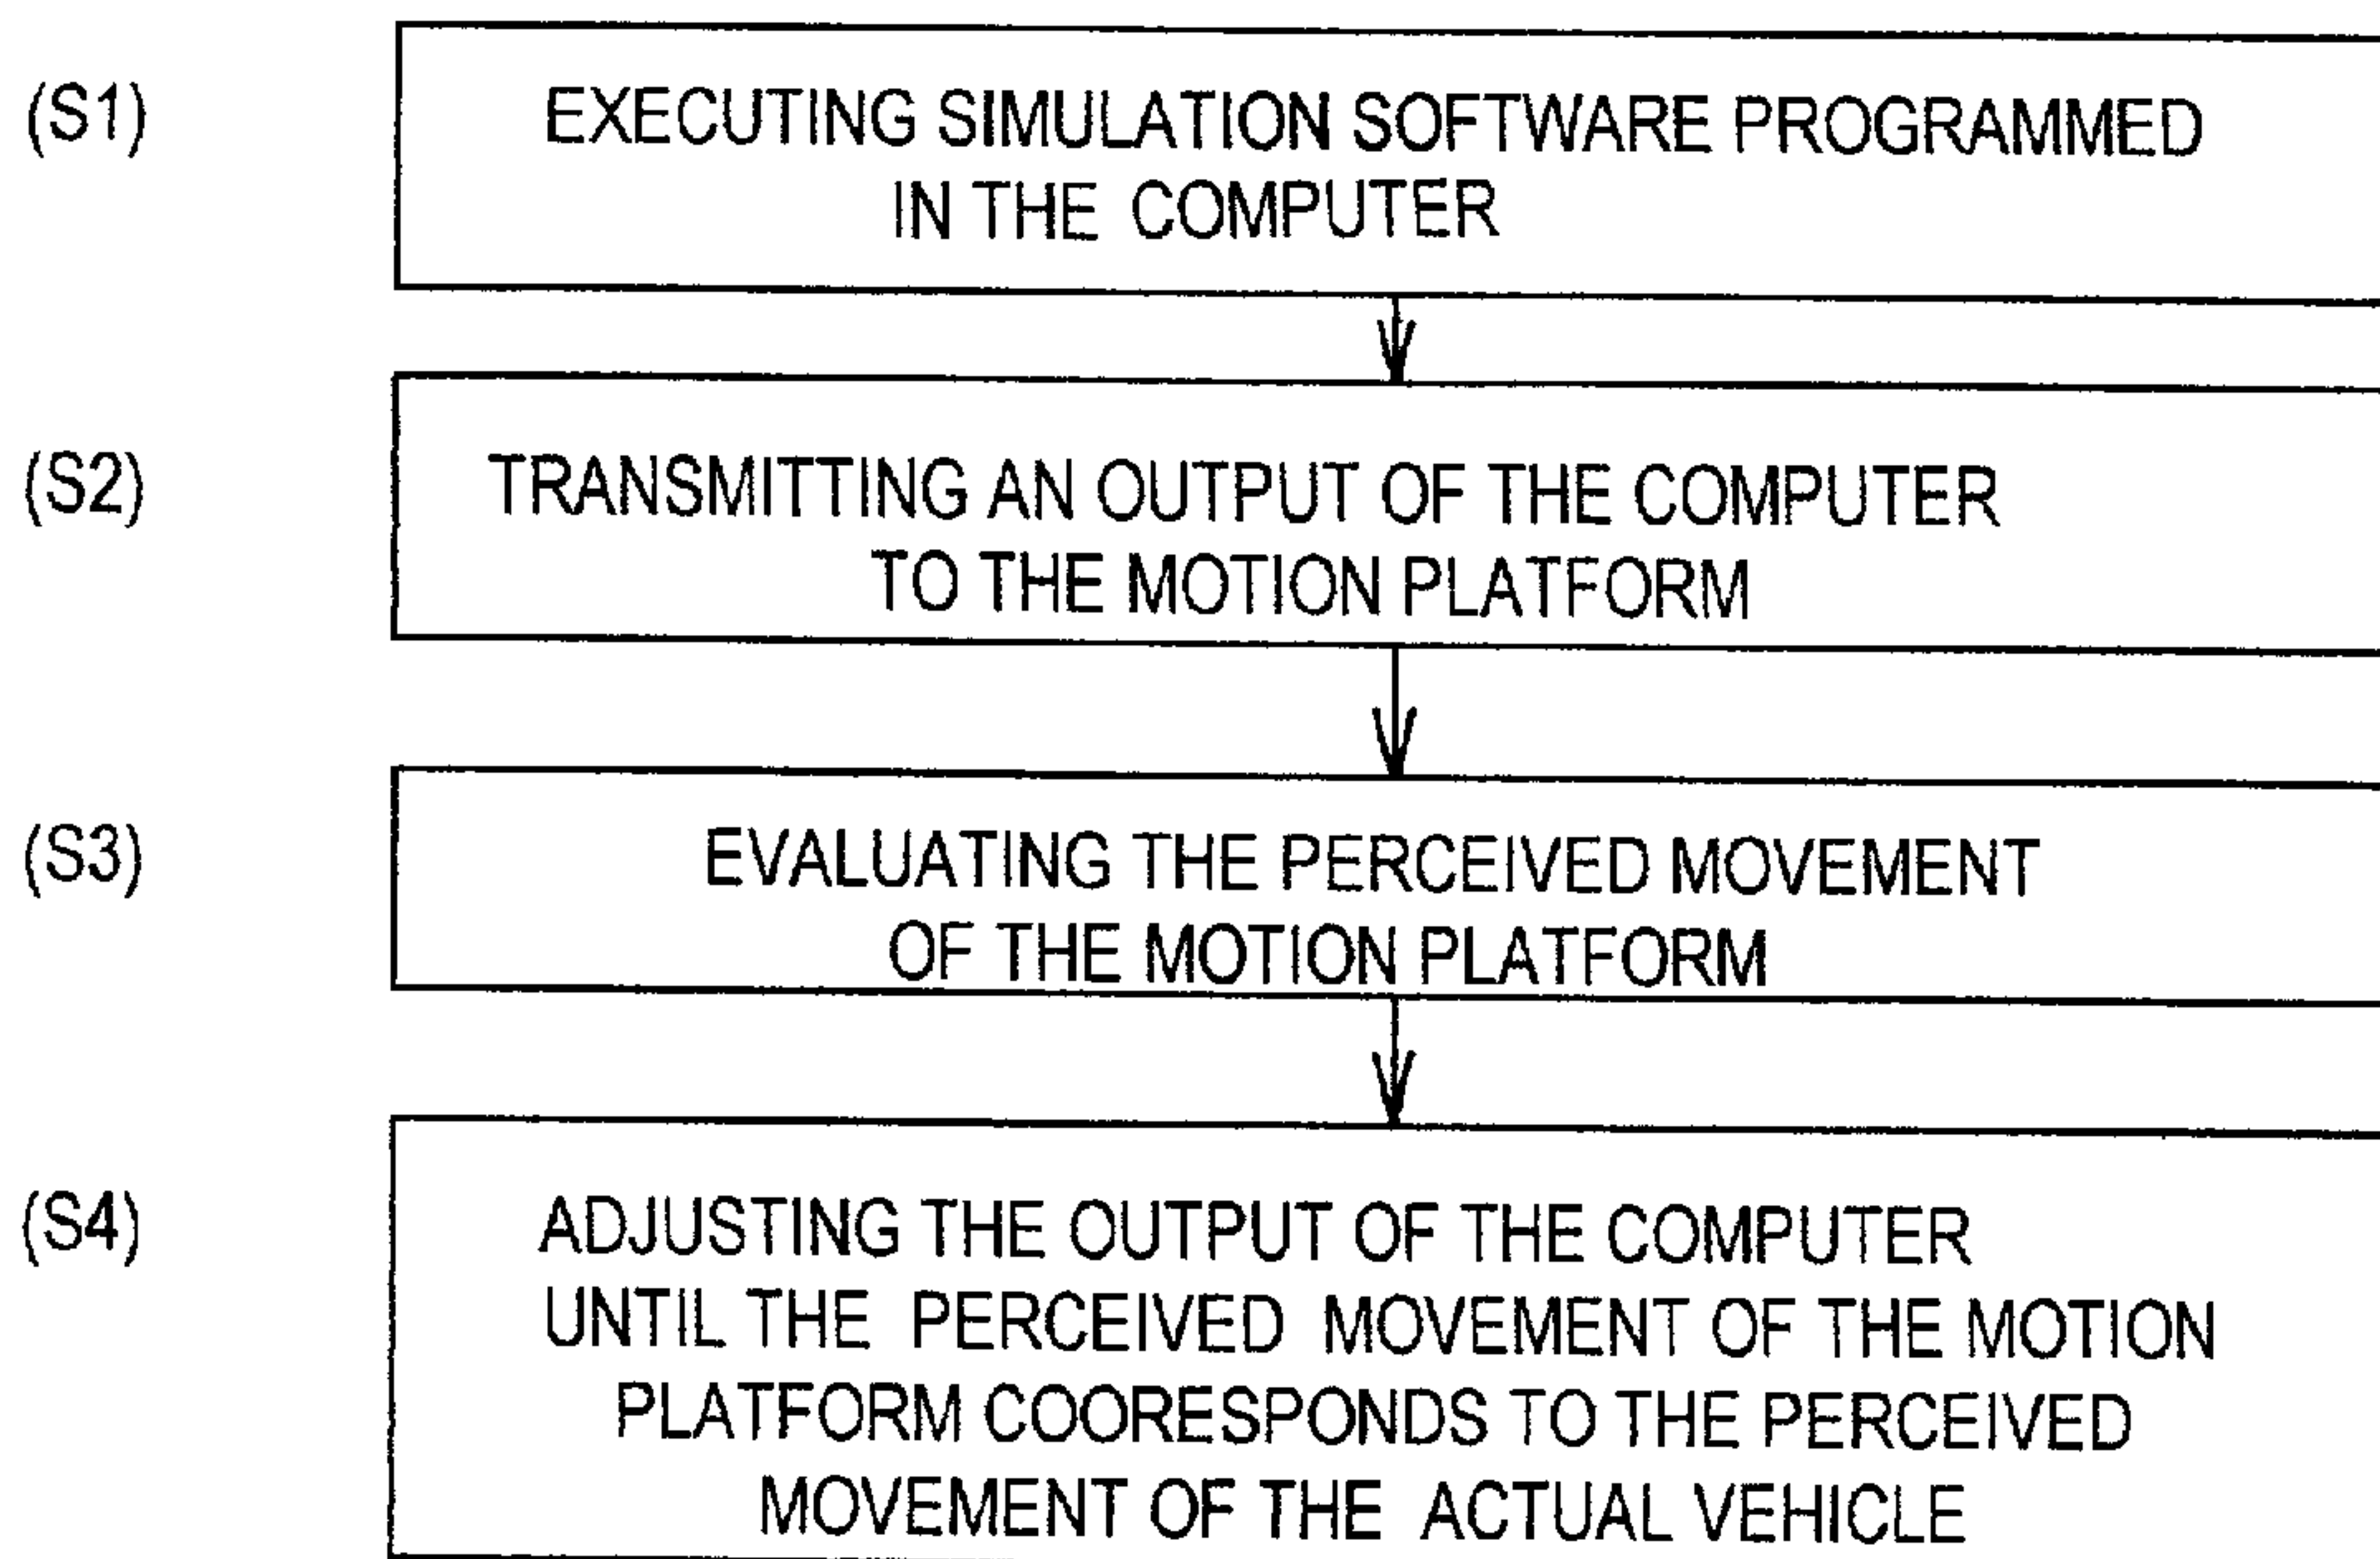 (S1)
EXECUTING SIMULATION SOFTWARE PROGRAMMED
IN THE COMPUTER
(S2)
TRANSMITTING AN OUTPUT OF THE COMPUTER
TO THE MOTION PLATFORM
(S3)
EVALUATING THE PERCEIVED MOVEMENT
OF THE MOTION PLATFORM
(S4)
ADJUSTING THE OUTPUT OF THE COMPUTER
UNTIL THE PERCEIVED MOVEMENT OF THE MOTION
PLATFORM COORESPONDS TO THE PERCEIVED
MOVEMENT OF THE ACTUAL VEHICLE